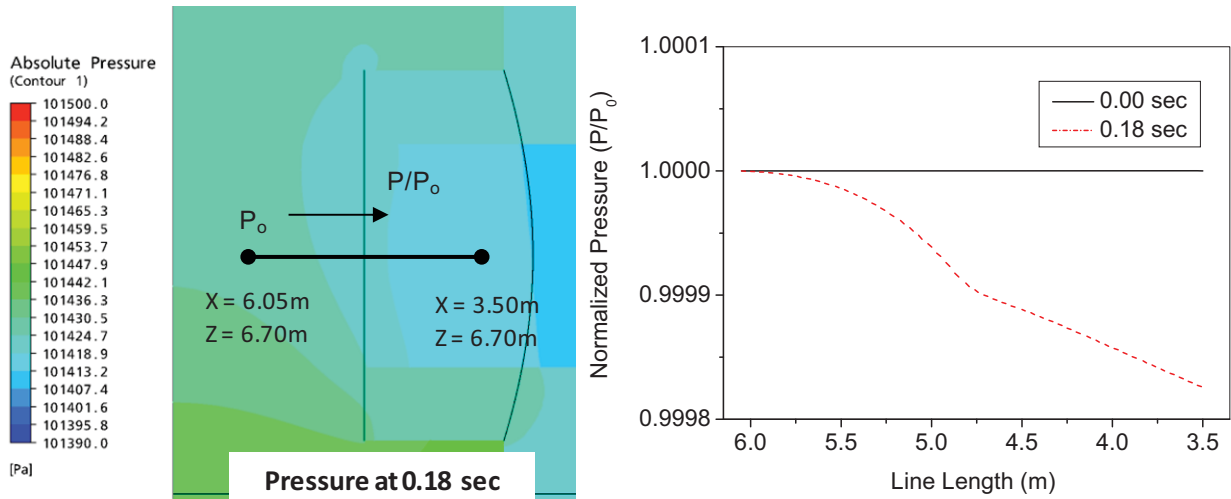 Absolute Pressure
(Contour 1)
101500.0
101494.2
101488.4
101482.6
101476.8
101471.1
101465.3
101459.5
101453.7
101447.9
101442.1
101436.3
101430.5
101424.7
101418.9
101413.2
101407.4
101401.6
101395.8
101390.0
[Pa]
P/Po
Po
X = 6.05m
Z = 6.70m
X = 3.50m
Z = 6.70m
Pressure at 0.18 sec
Normalized Pressure (P/P0)
1.0001
1.0000
0.9999
0.9998
0.00 sec
0.18 sec
6.0 5.5 5.0 4.5 4.0 3.5
Line Length (m)